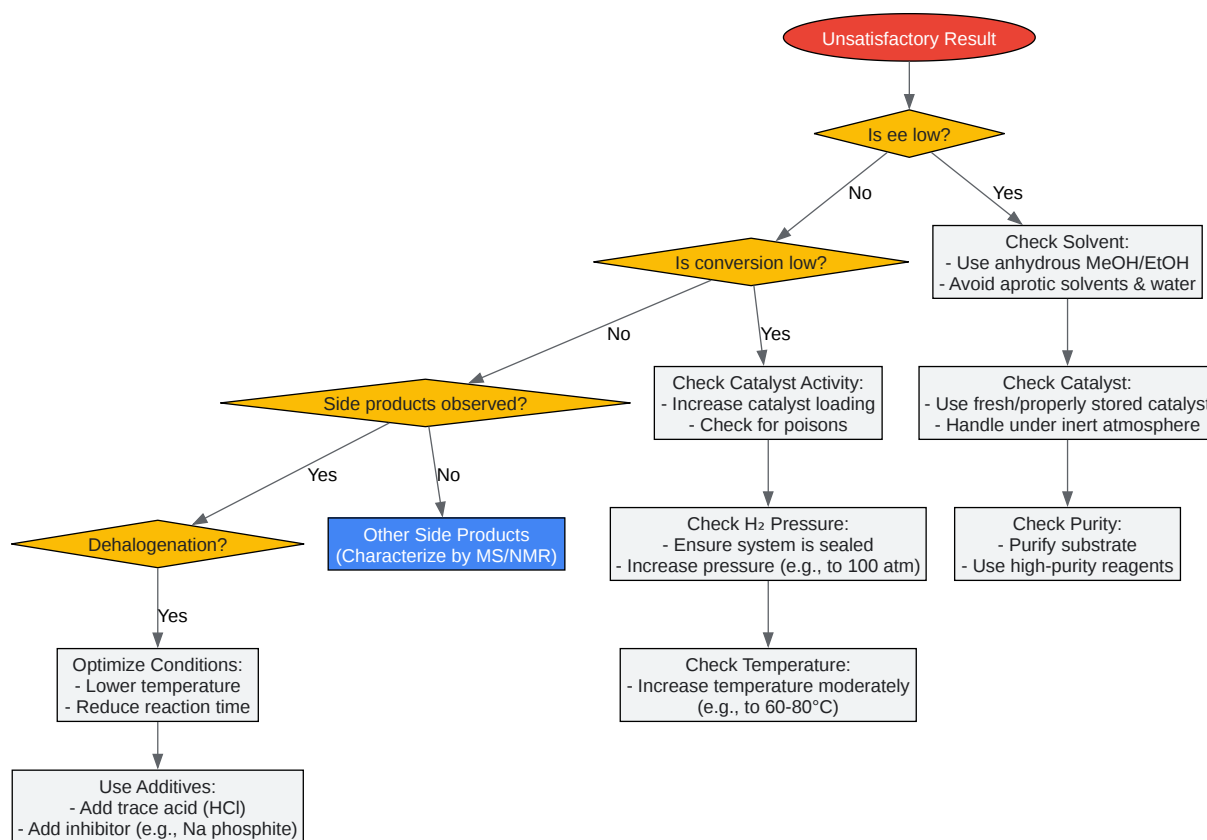 Unsatisfactory Result
Is ee low?
No
Yes
Is conversion low?
Check Solvent:
- Use anhydrous MeOH/EtOH
- Avoid aprotic solvents & water
No
Yes
Side products observed?
Check Catalyst Activity:
- Increase catalyst loading
- Check for poisons
Check Catalyst:
- Use fresh/properly stored catalyst
- Handle under inert atmosphere
Yes
No
Dehalogenation?
Other Side Products
(Characterize by MS/NMR)
Check H₂ Pressure:
- Ensure system is sealed
- Increase pressure (e.g., to 100 atm)
Check Purity:
- Purify substrate
- Use high-purity reagents
Yes
Optimize Conditions:
- Lower temperature
- Reduce reaction time
Check Temperature:
- Increase temperature moderately
(e.g., to 60-80°C)
Use Additives:
- Add trace acid (HCl)
- Add inhibitor (e.g., Na phosphite)